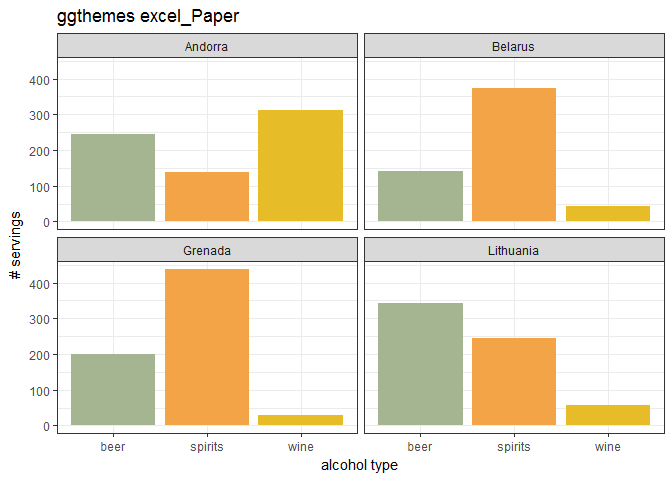 ggthemes excel_Paper
Andorra
Belarus
400
300
200
100
0
Grenada
Lithuania
400
300
200
100
0
# servings
beer
spirits
wine
beer
spirits
wine
alcohol type